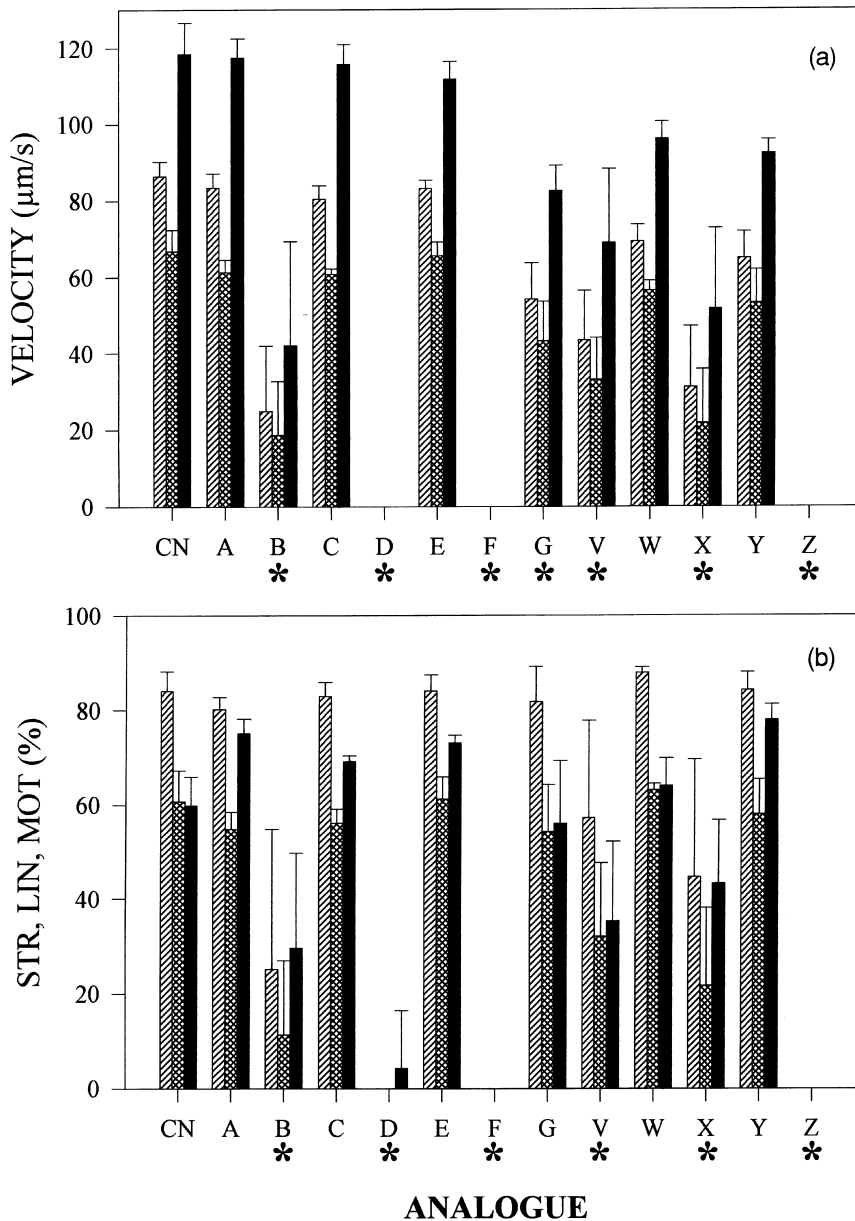 (a)
VELOCITY (µm/s)
120
100
80
60
40
20
0
CN A B C D E F G V W X Y Z
* * * * * * *
(b)
STR, LIN, MOT (%)
100
80
60
40
20
0
CN A B C D E F G V W X Y Z
* * * * * *
ANALOGUE